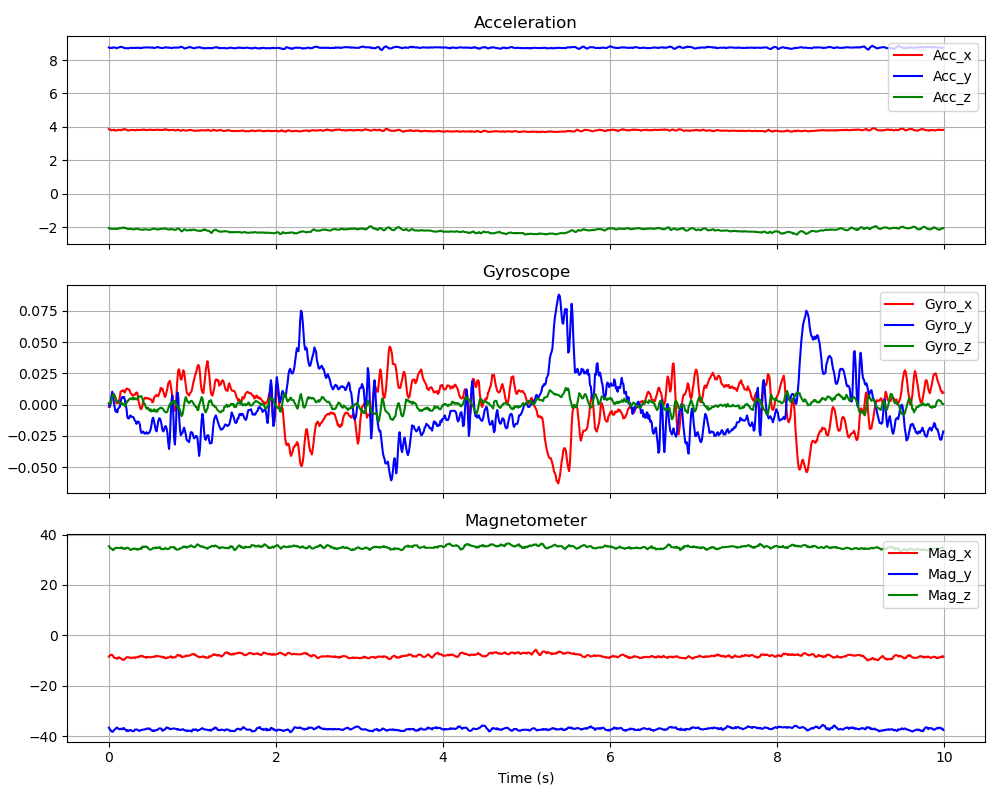 Acceleration
8
6
4
2
0
−2
Acc_x
Acc_y
Acc_z
Gyroscope
0.075
0.050
0.025
0.000
−0.025
−0.050
Gyro_x
Gyro_y
Gyro_z
Magnetometer
40
20
0
−20
−40
Mag_x
Mag_y
Mag_z
0 2 4 6 8 10
Time (s)